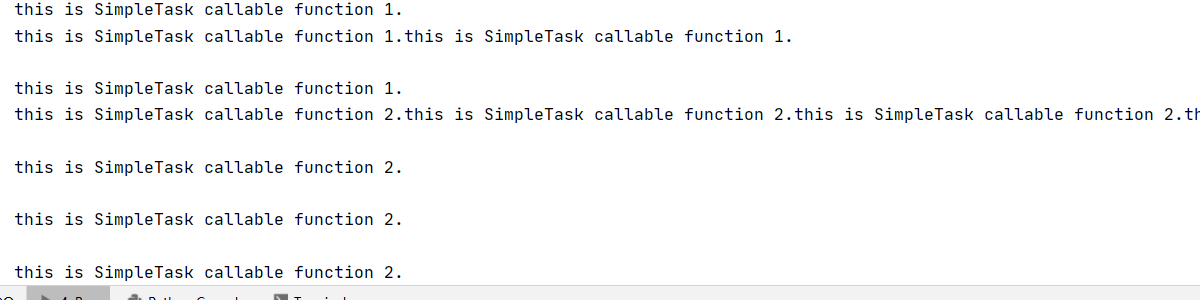 this is SimpleTask callable function 1.
this is SimpleTask callable function 1.this is SimpleTask callable function 1.
this is SimpleTask callable function 1.
this is SimpleTask callable function 2.this is SimpleTask callable function 2.this is SimpleTask callable function 2.th
this is SimpleTask callable function 2.
this is SimpleTask callable function 2.
this is SimpleTask callable function 2.